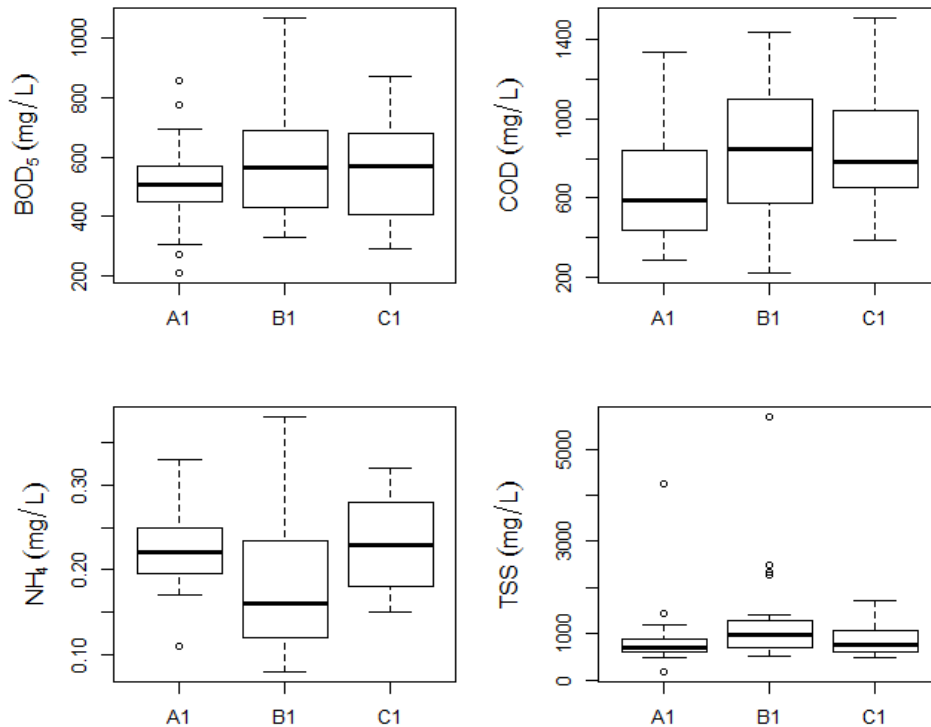 BOD₅ (mg/L)
1000
800
600
400
200
A1 B1 C1
COD (mg/L)
1400
1000
600
200
A1 B1 C1
NH₄ (mg/L)
0.30
0.20
0.10
A1 B1 C1
TSS (mg/L)
5000
3000
1000
0
A1 B1 C1